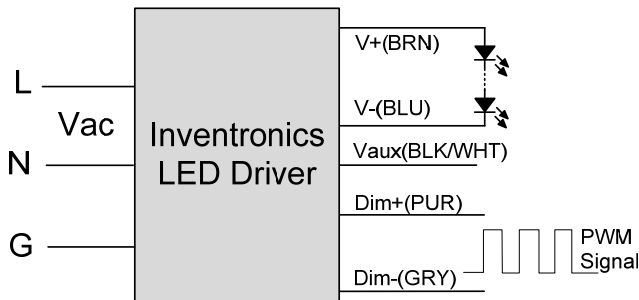 L
Vac
N
G
Inventronics
LED Driver
V+(BRN)
V-(BLU)
Vaux(BLK/WHT)
Dim+(PUR)
Dim-(GRY)
PWM
Signal